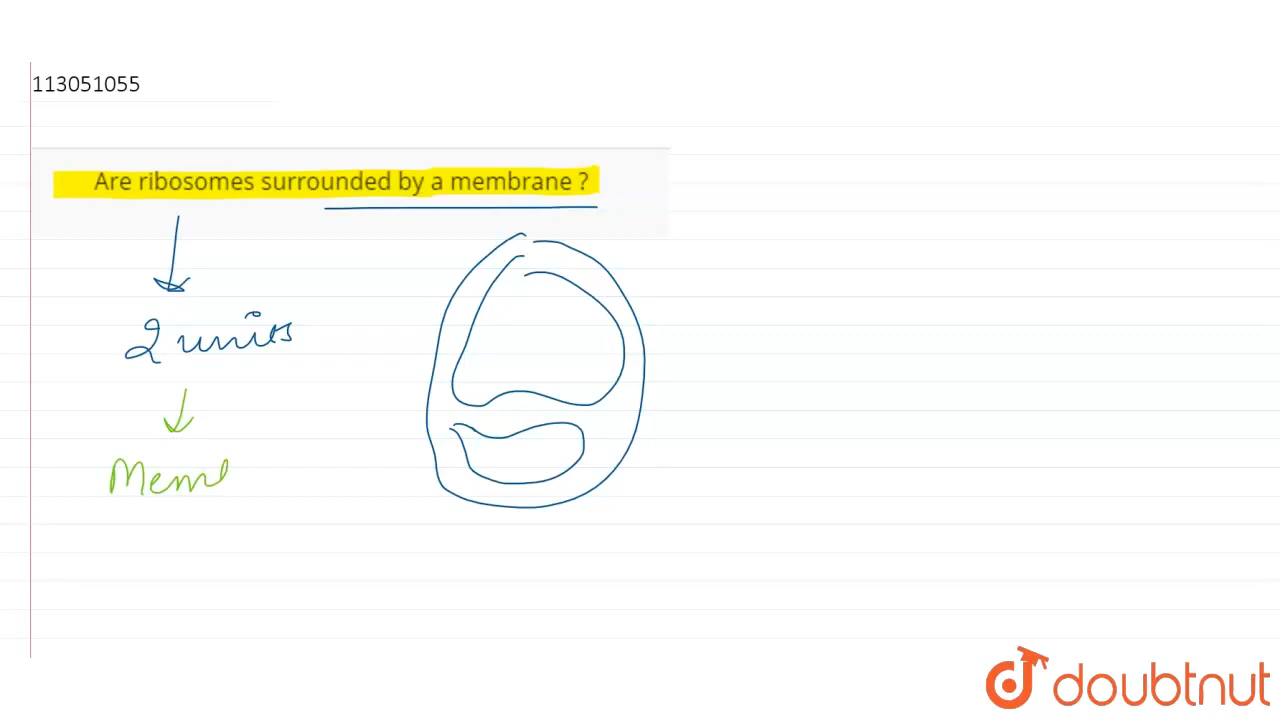 113051055
Are ribosomes surrounded by a membrane ?
2 units
Meml
doubtnut